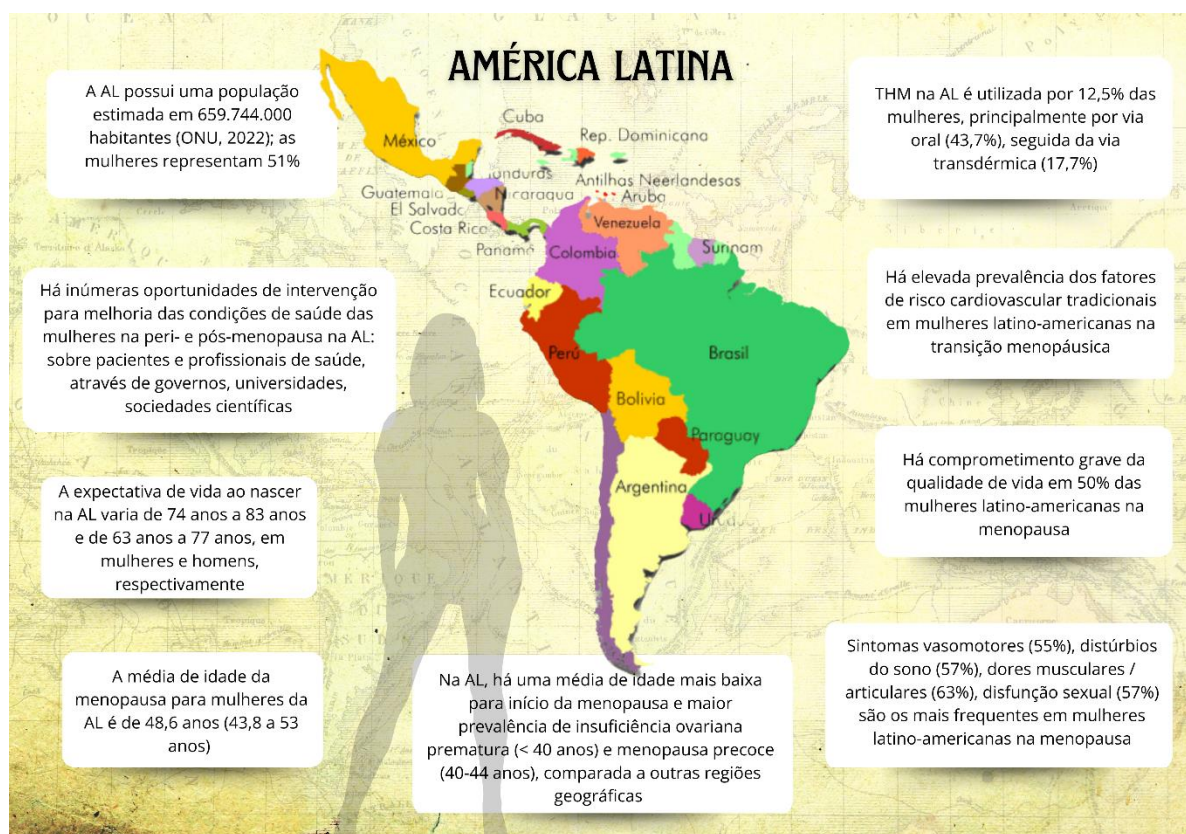 AMÉRICA LATINA
A AL possui uma população
estimada em 659.744.000
habitantes (ONU, 2022); as
mulheres representam 51%
Há inúmeras oportunidades de intervenção
para melhoria das condições de saúde das
mulheres na peri- e pós-menopausa na AL:
sobre pacientes e profissionais de saúde,
através de governos, universidades,
sociedades científicas
A expectativa de vida ao nascer
na AL varia de 74 anos a 83 anos
e de 63 anos a 77 anos, em
mulheres e homens,
respectivamente
A média de idade da
menopausa para mulheres da
AL é de 48,6 anos (43,8 a 53
anos)
México
Cuba
Rep. Dominicana
Antilhas Neerlandesas
Aruba
Guatemala
Nicaragua
El Salvado
Costa Rica
Panamá
Venezuela
Colombia
Surinam
Ecuador
Perú
Brasil
Bolivia
Paraguay
Argentina
Na AL, há uma média de idade mais baixa
para início da menopausa e maior
prevalência de insuficiência ovariana
prematura (< 40 anos) e menopausa precoce
(40-44 anos), comparada a outras regiões
geográficas
THM na AL é utilizada por 12,5% das
mulheres, principalmente por via
oral (43,7%), seguida da via
transdérmica (17,7%)
Há elevada prevalência dos fatores
de risco cardiovascular tradicionais
em mulheres latino-americanas na
transição menopáusica
Há comprometimento grave da
qualidade de vida em 50% das
mulheres latino-americanas na
menopausa
Sintomas vasomotores (55%), distúrbios
do sono (57%), dores musculares /
articulares (63%), disfunção sexual (57%)
são os mais frequentes em mulheres
latino-americanas na menopausa